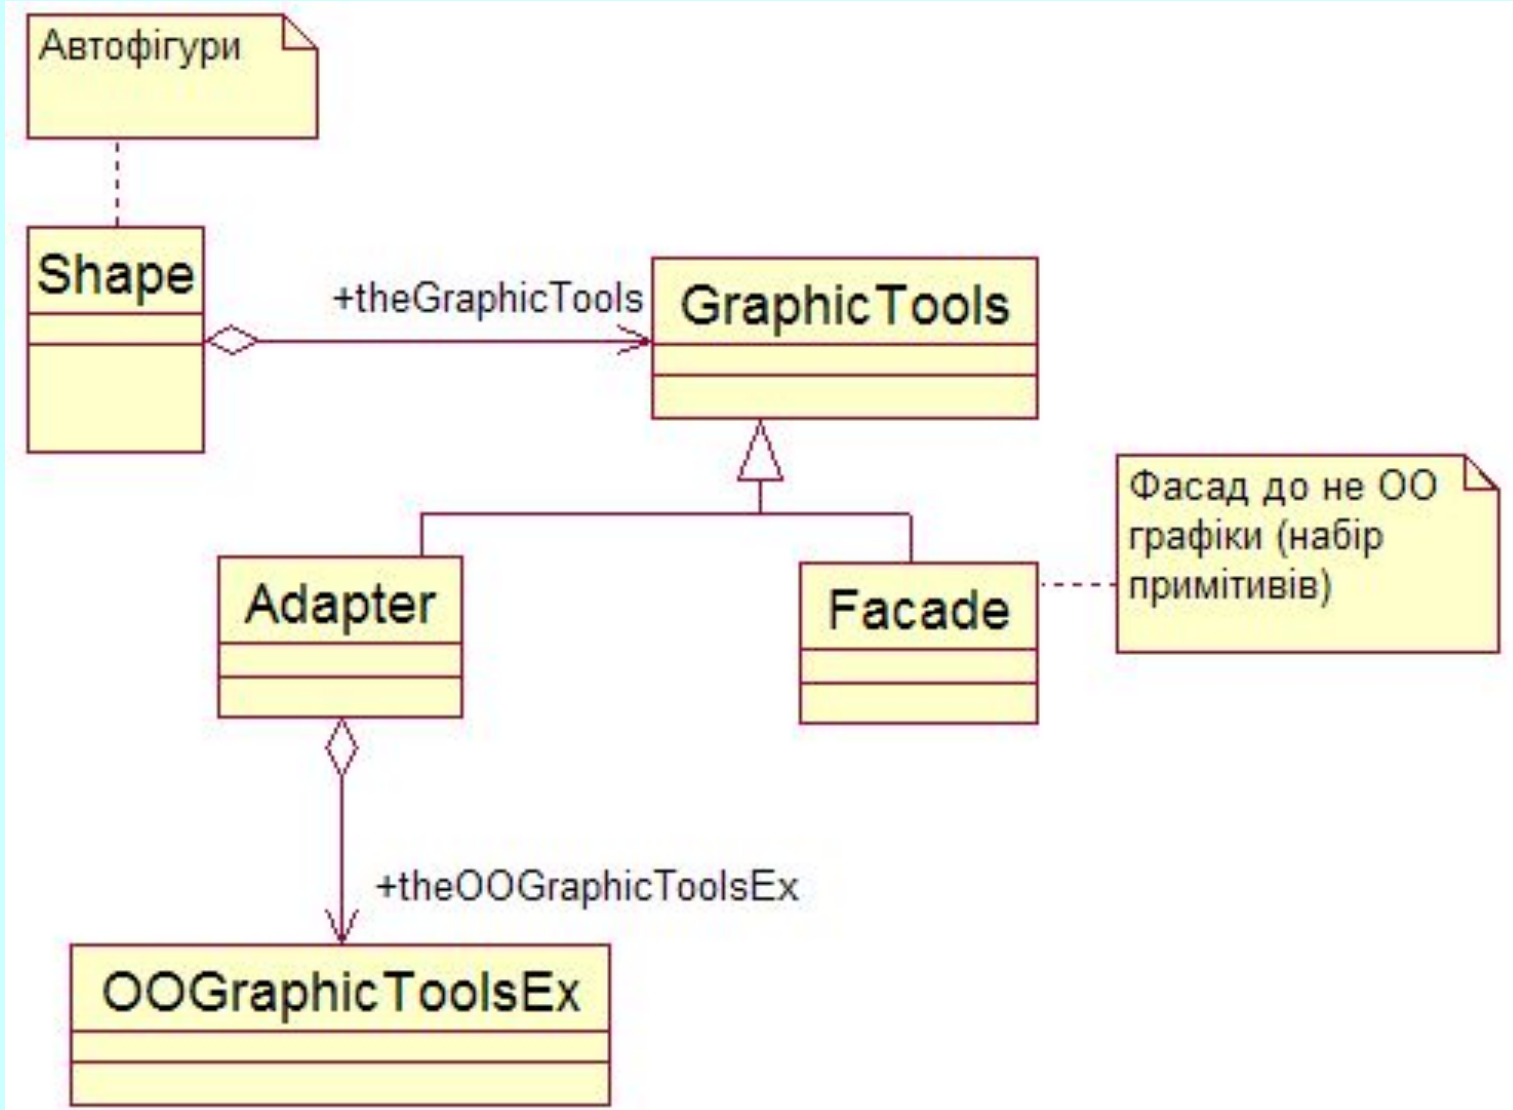 Автофігури
Shape
+theGraphicTools
GraphicTools
Фасад до не ОО
графіки (набір
примітивів)
Adapter
Facade
+theOOGraphicToolsEx
OOGraphicToolsEx